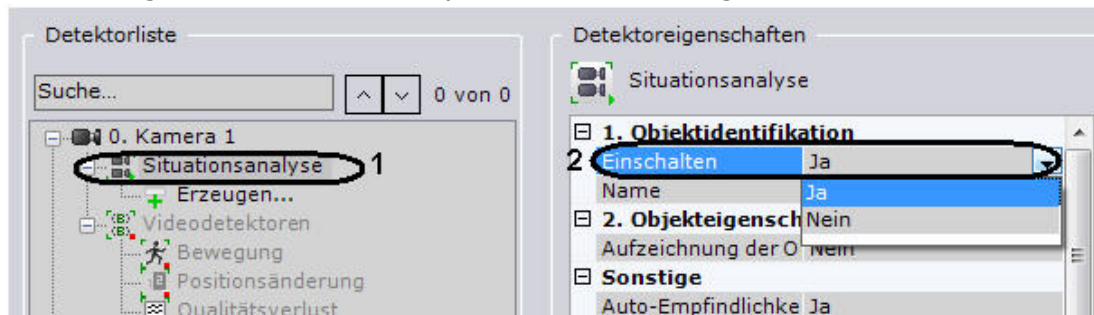 Detektorliste
Suche...
0 von 0
0. Kamera 1
Situationsanalyse
1
Erzeugen...
Videodetektoren
Bewegung
Positionsänderung
Qualitätsverlust
Detektoreigenschaften
Situationsanalyse
1. Objektidentifikation
2
Einschalten Ja
Name Ja
2. Objekteigensch Nein
Aufzeichnung der O Nein
Sonstige
Auto-Empfindlichke Ja